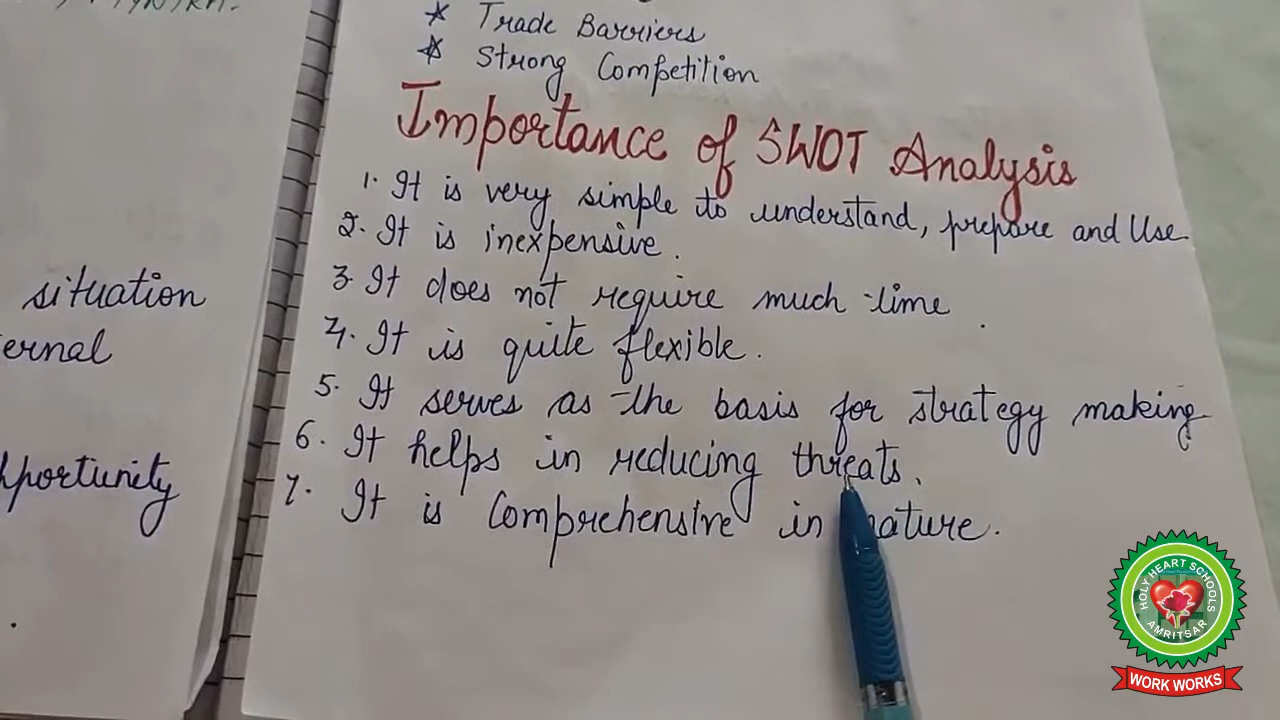 situation
ernal
pportunity
* Trade Barriers
* Strong Competition
Importance of SWOT Analysis
1. It is very simple to understand, prepare and Use
2. It is inexpensive.
3. It does not require much time.
4. It is quite flexible.
5. It serves as the basis for strategy making
6. It helps in reducing threats.
7. It is Comprehensive in nature.
HOLY HEART SCHOOLS
AMRITSAR
WORK WORKS